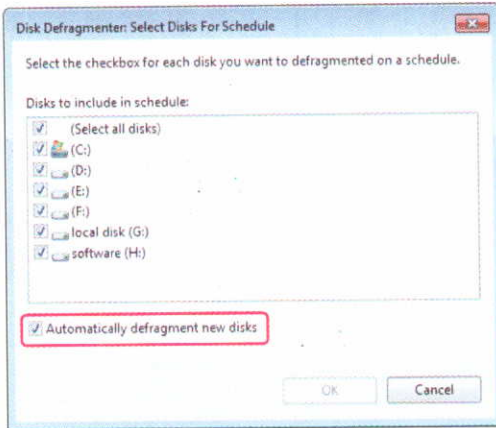 Disk Defragmenter: Select Disks For Schedule
Select the checkbox for each disk you want to defragmented on a schedule.
Disks to include in schedule:
(Select all disks)
(C:)
(D:)
(E:)
(F:)
local disk (G:)
software (H:)
Automatically defragment new disks
OK
Cancel